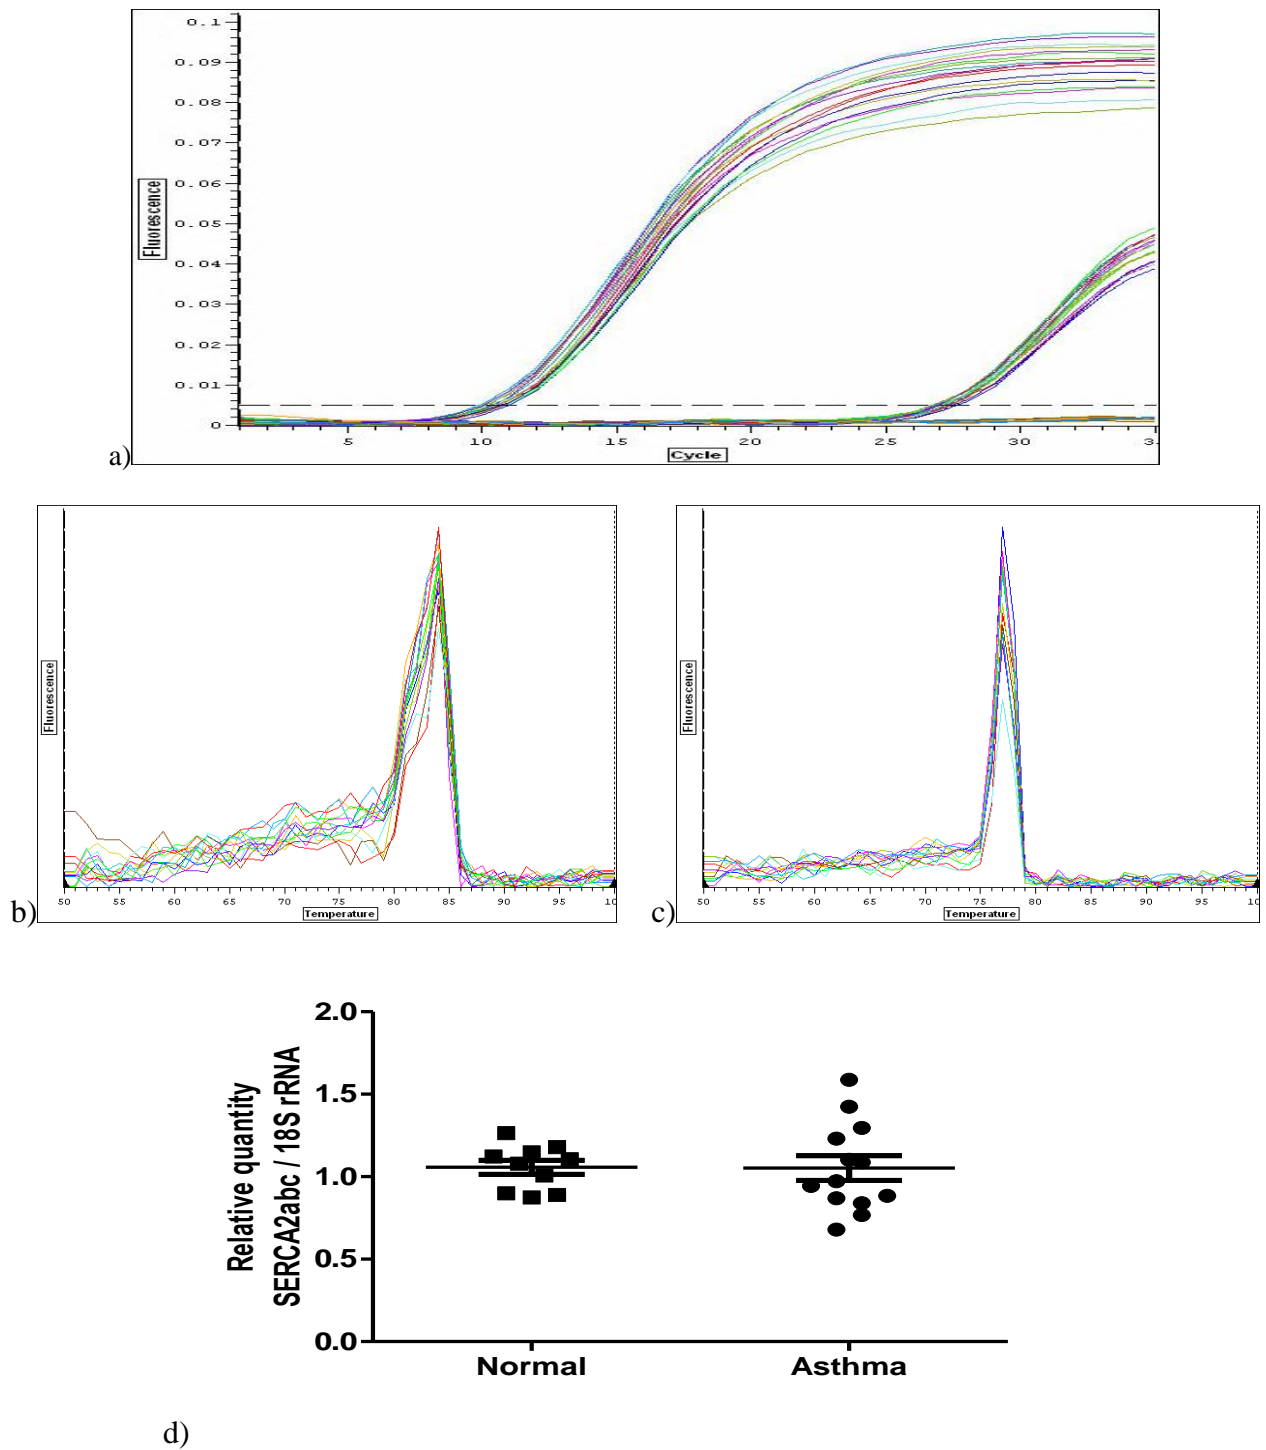 0.1
0.09
0.08
0.07
0.06
0.05
0.04
0.03
0.02
0.01
0
Fluorescence
5 10 15 20 25 30 3
Cycle
a)
Fluorescence
50 55 60 65 70 75 80 85 90 95 10
Temperature
b)
Fluorescence
50 55 60 65 70 75 80 85 90 95 10
Temperature
c)
Relative quantity
SERCA2abc / 18S rRNA
2.0
1.5
1.0
0.5
0.0
Normal Asthma
d)